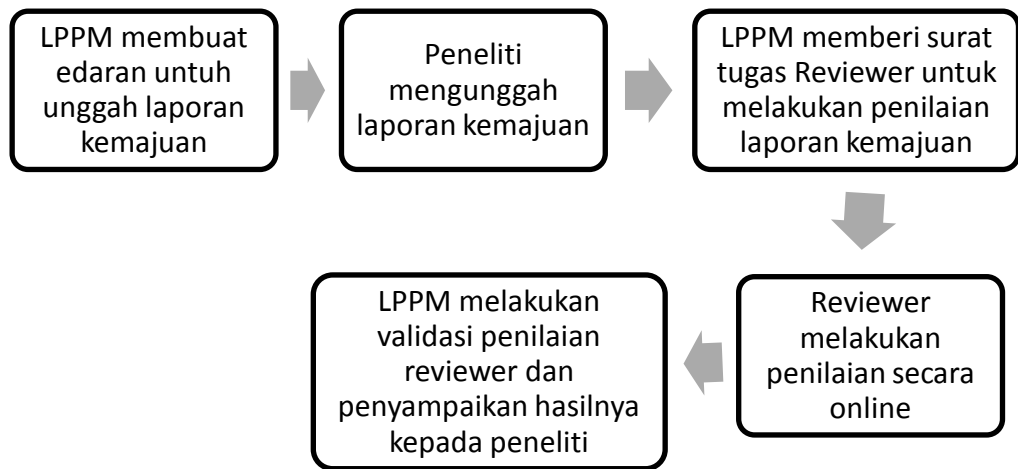 LPPM membuat
edaran untuh
unggah laporan
kemajuan
Peneliti
mengunggah
laporan kemajuan
LPPM memberi surat
tugas Reviewer untuk
melakukan penilaian
laporan kemajuan
Reviewer
melakukan
penilaian secara
online
LPPM melakukan
validasi penilaian
reviewer dan
penyampaikan hasilnya
kepada peneliti